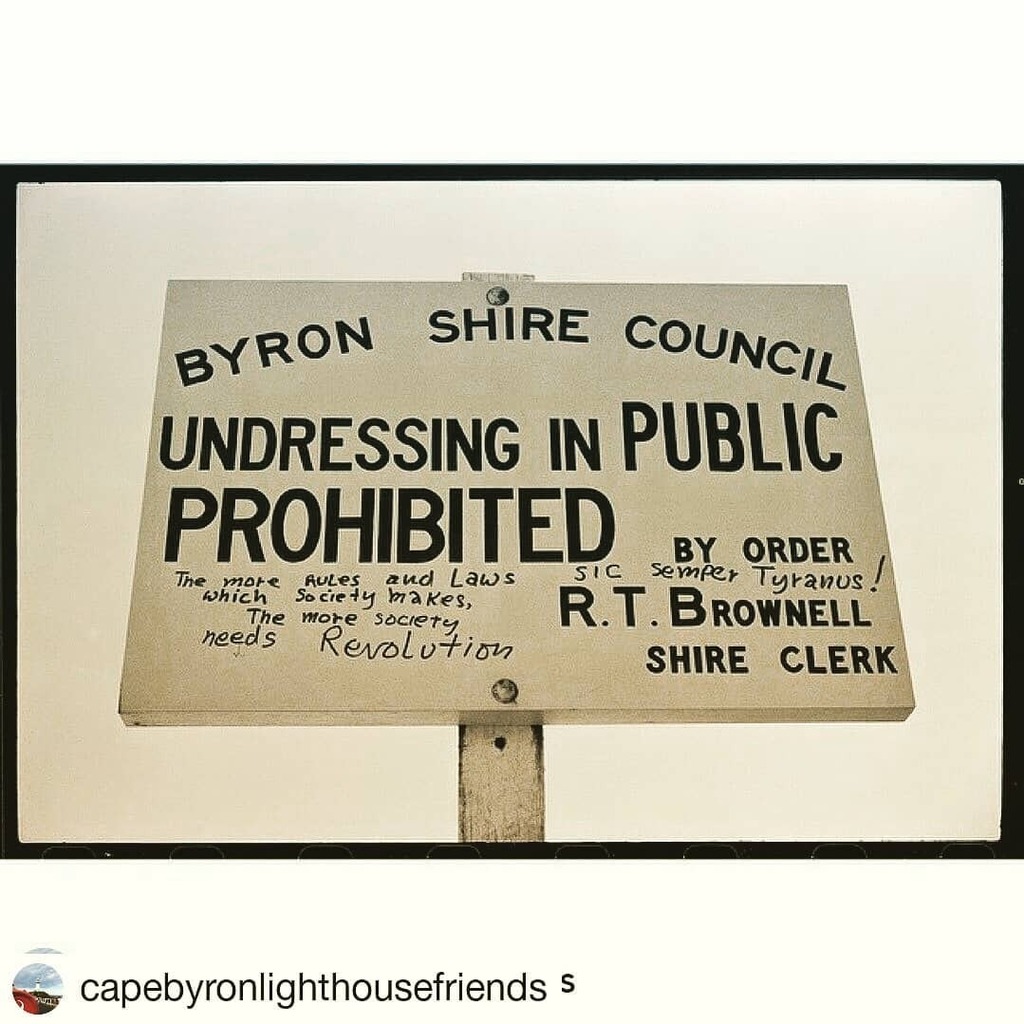 BYRON SHIRE COUNCIL
UNDRESSING IN PUBLIC
PROHIBITED
BY ORDER
The more Rules and Laws
which Society makes,
The more society
needs Revolution
SIC Semper Tyranus!
R.T. BROWNELL
SHIRE CLERK
capebyronlighthousefriends s